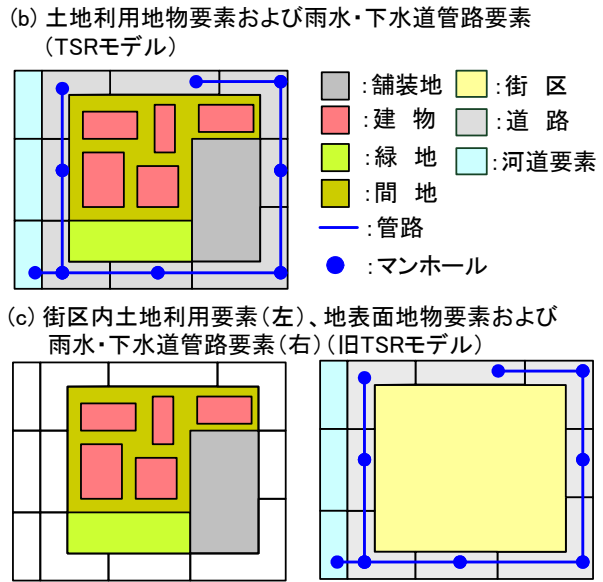 (b) 土地利用地物要素および雨水・下水道管路要素
(TSRモデル)
:舗装地
:街 区
:建 物
:道 路
:緑 地
:河道要素
:間 地
:管路
:マンホール
(c) 街区内土地利用要素(左)、地表面地物要素および
雨水・下水道管路要素(右)(旧TSRモデル)